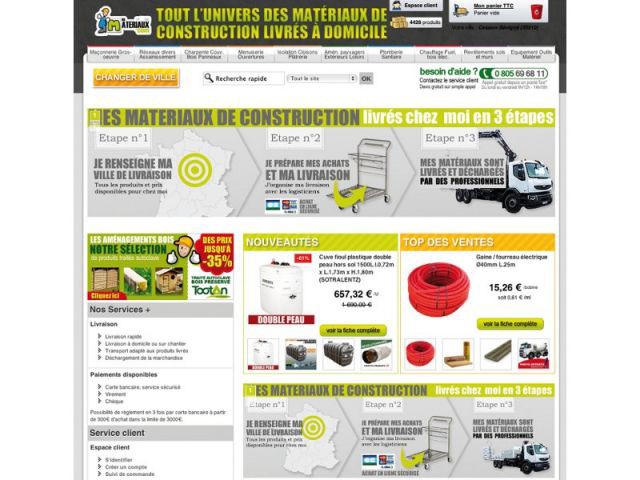 MATERIAUX
TOUT L'UNIVERS DES MATÉRIAUX DE
CONSTRUCTION LIVRÉS À DOMICILE
Espace client
Mon panier TTC
Panier vide
4428 produits
Maçonnerie Gros-oeuvre
Réseaux divers Assainissement
Charpente Couv. Bois Panneaux
Menuiserie Ouvertures
Isolation Cloisons Plâtrerie
Amén. paysagers Extérieurs Loisirs
Plomberie Sanitaire
Chauffage Fuel, bois élec.
Revêtements sols et murs
Equipement Outils Matériel
CHANGER DE VILLE
Recherche rapide
Tout le site
OK
besoin d'aide ?
0 805 69 68 11
Contactez le service client
Devis gratuit sur simple appel
ES MATERIAUX DE CONSTRUCTION livrés chez moi en 3 étapes
Etape n°1
Etape n°2
Etape n°3
JE RENSEIGNE MA
VILLE DE LIVRAISON
Tous les produits et prix
disponibles pour chez moi
JE PRÉPARE MES ACHATS
ET MA LIVRAISON
J'organise ma livraison
avec les logisticiens
ACHAT
EN LIGNE
SÉCURISÉ
MES MATÉRIAUX SONT
LIVRÉS ET DÉCHARGÉS
PAR DES PROFESSIONNELS
LES AMÉNAGEMENTS BOIS
NOTRE SÉLECTION
de produits traités autoclave
Cliquez ici
DES PRIX
JUSQU'À
-35%
TRAITÉ AUTOCLAVE
BOIS PRÉSERVÉ
Tootan
NOUVEAUTÉS
-61%
DOUBLE PEAU
Cuve fioul plastique double
peau hors sol 1500L l.0,72m
x L.1,73m x H.1,60m
(SOTRALENTZ)
657,32 €
1 690,00 €
voir la fiche complète
TOP DES VENTES
Gaine / fourreau électrique
Ø40mm L.25m
15,26 €
soit 0.61 € /ml
voir la fiche complète
Nos Services +
Livraison
Livraison rapide
Livraison à domicile ou sur chantier
Transport adapté aux produits livrés
Déchargement de la marchandise
Paiements disponibles
Carte bancaire, service sécurisé
Virement
Chèque
Possibilité de règlement en 3 fois par carte bancaire à partir
de 300€ d'achat dans la limite de 3000€.
Service client
Espace client
S'identifier
Créer un compte
Suivi de commande
ES MATERIAUX DE CONSTRUCTION livrés chez moi en 3 étapes
Etape n°1
Etape n°2
Etape n°3
JE RENSEIGNE MA
VILLE DE LIVRAISON
Tous les produits et prix
disponibles pour chez moi
JE PRÉPARE MES ACHATS
ET MA LIVRAISON
J'organise ma livraison
avec les logisticiens
ACHAT EN LIGNE SÉCURISÉ
MES MATÉRIAUX SONT
LIVRÉS ET DÉCHARGÉS
PAR DES PROFESSIONNELS